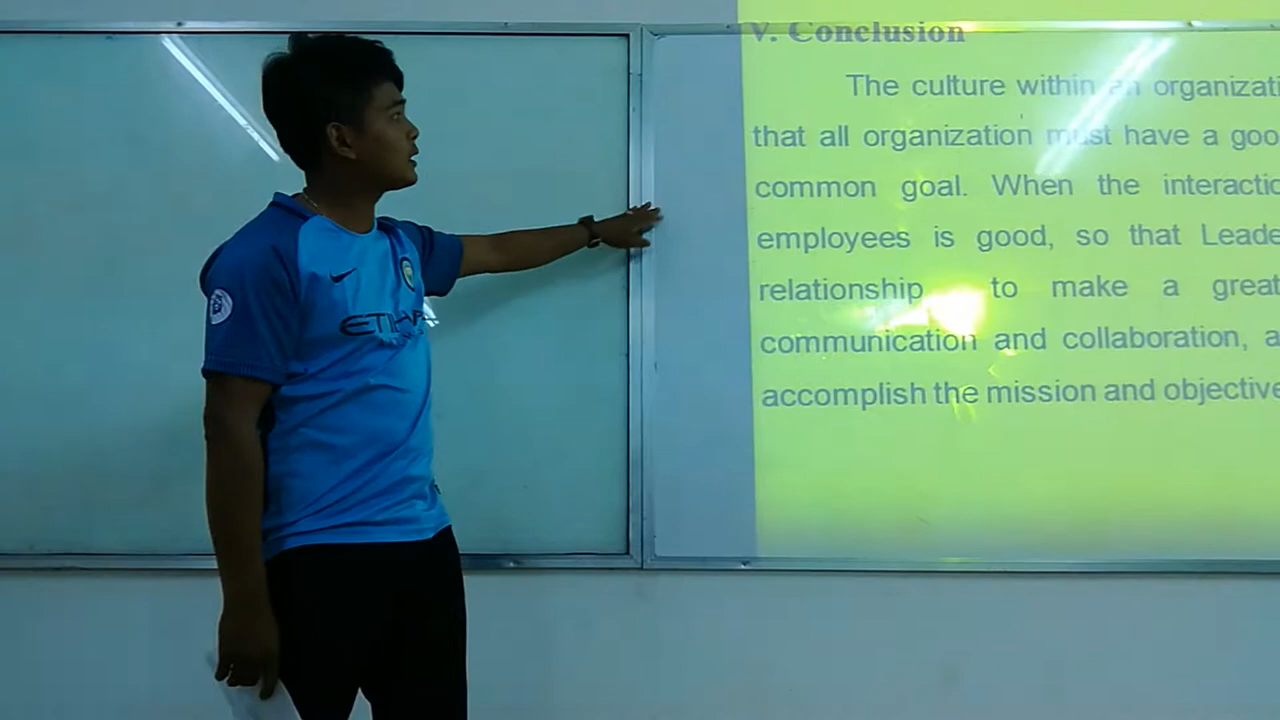 V. Conclusion
The culture within an organizati
that all organization must have a goo
common goal. When the interactio
employees is good, so that Leade
relationship to make a great
communication and collaboration, a
accomplish the mission and objective